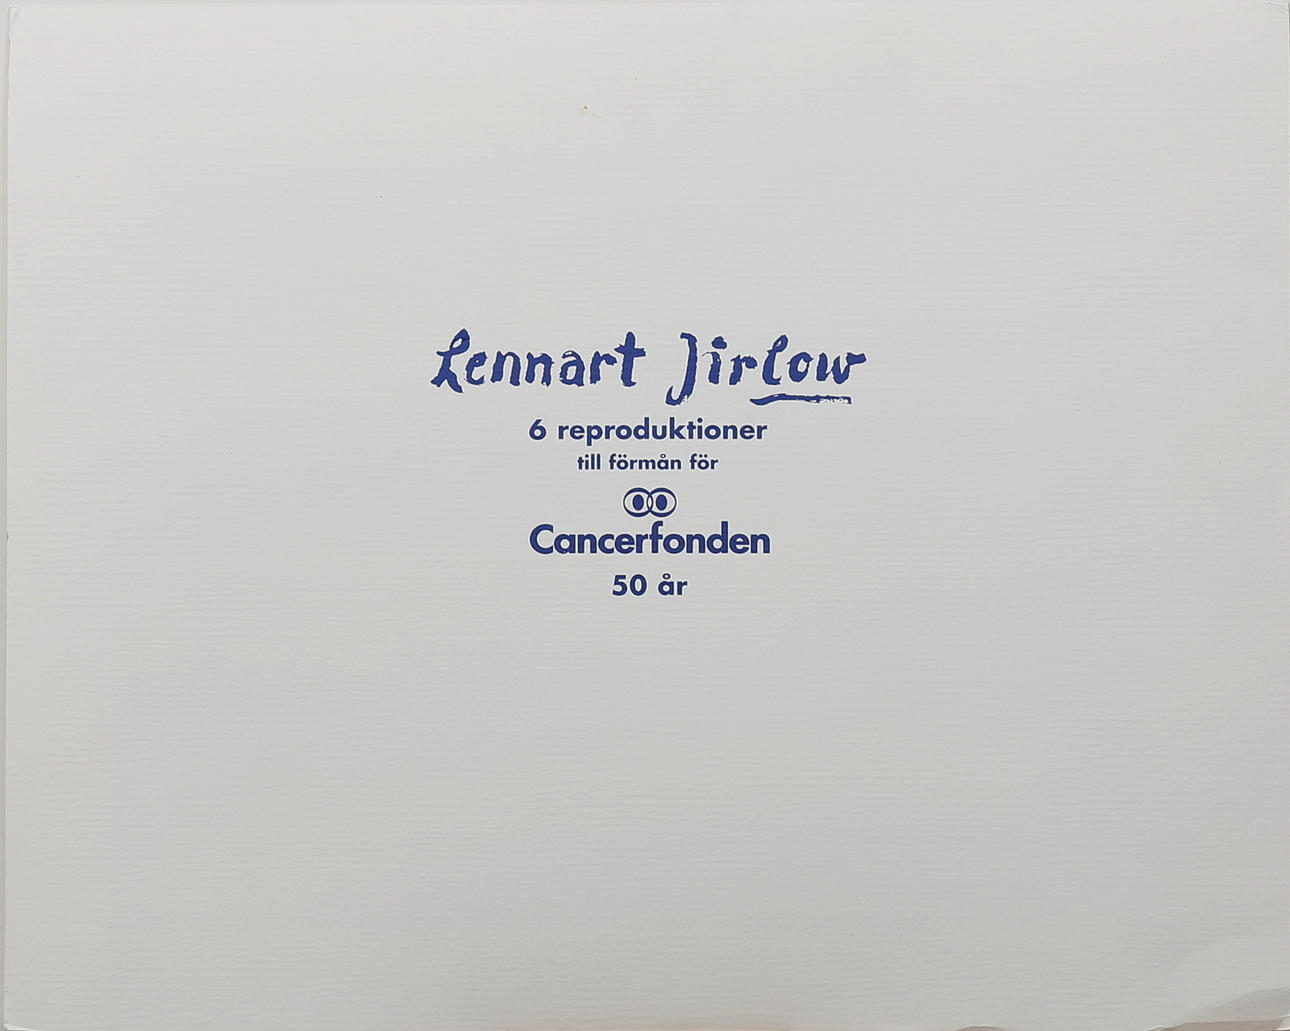 Lennart Jirlow
6 reproduktioner
till förmån för
Cancerfonden
50 år